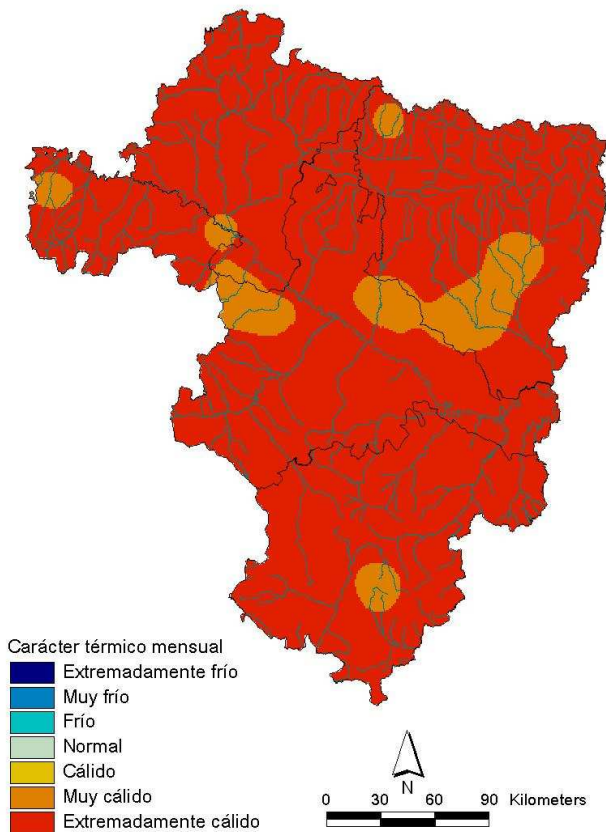 Carácter térmico mensual
Extremadamente frío
Muy frío
Frío
Normal
Cálido
Muy cálido
Extremadamente cálido
N
0 30 60 90 Kilometers